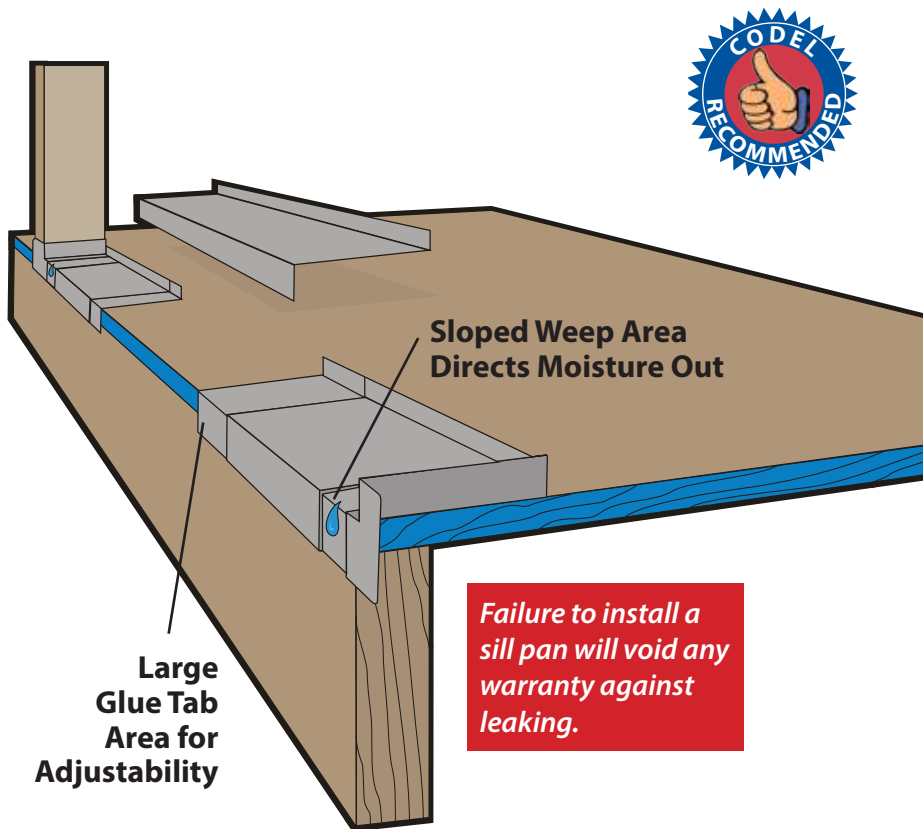 CODEL
RECOMMENDED
Sloped Weep Area
Directs Moisture Out
Large
Glue Tab
Area for
Adjustability
Failure to install a
sill pan will void any
warranty against
leaking.